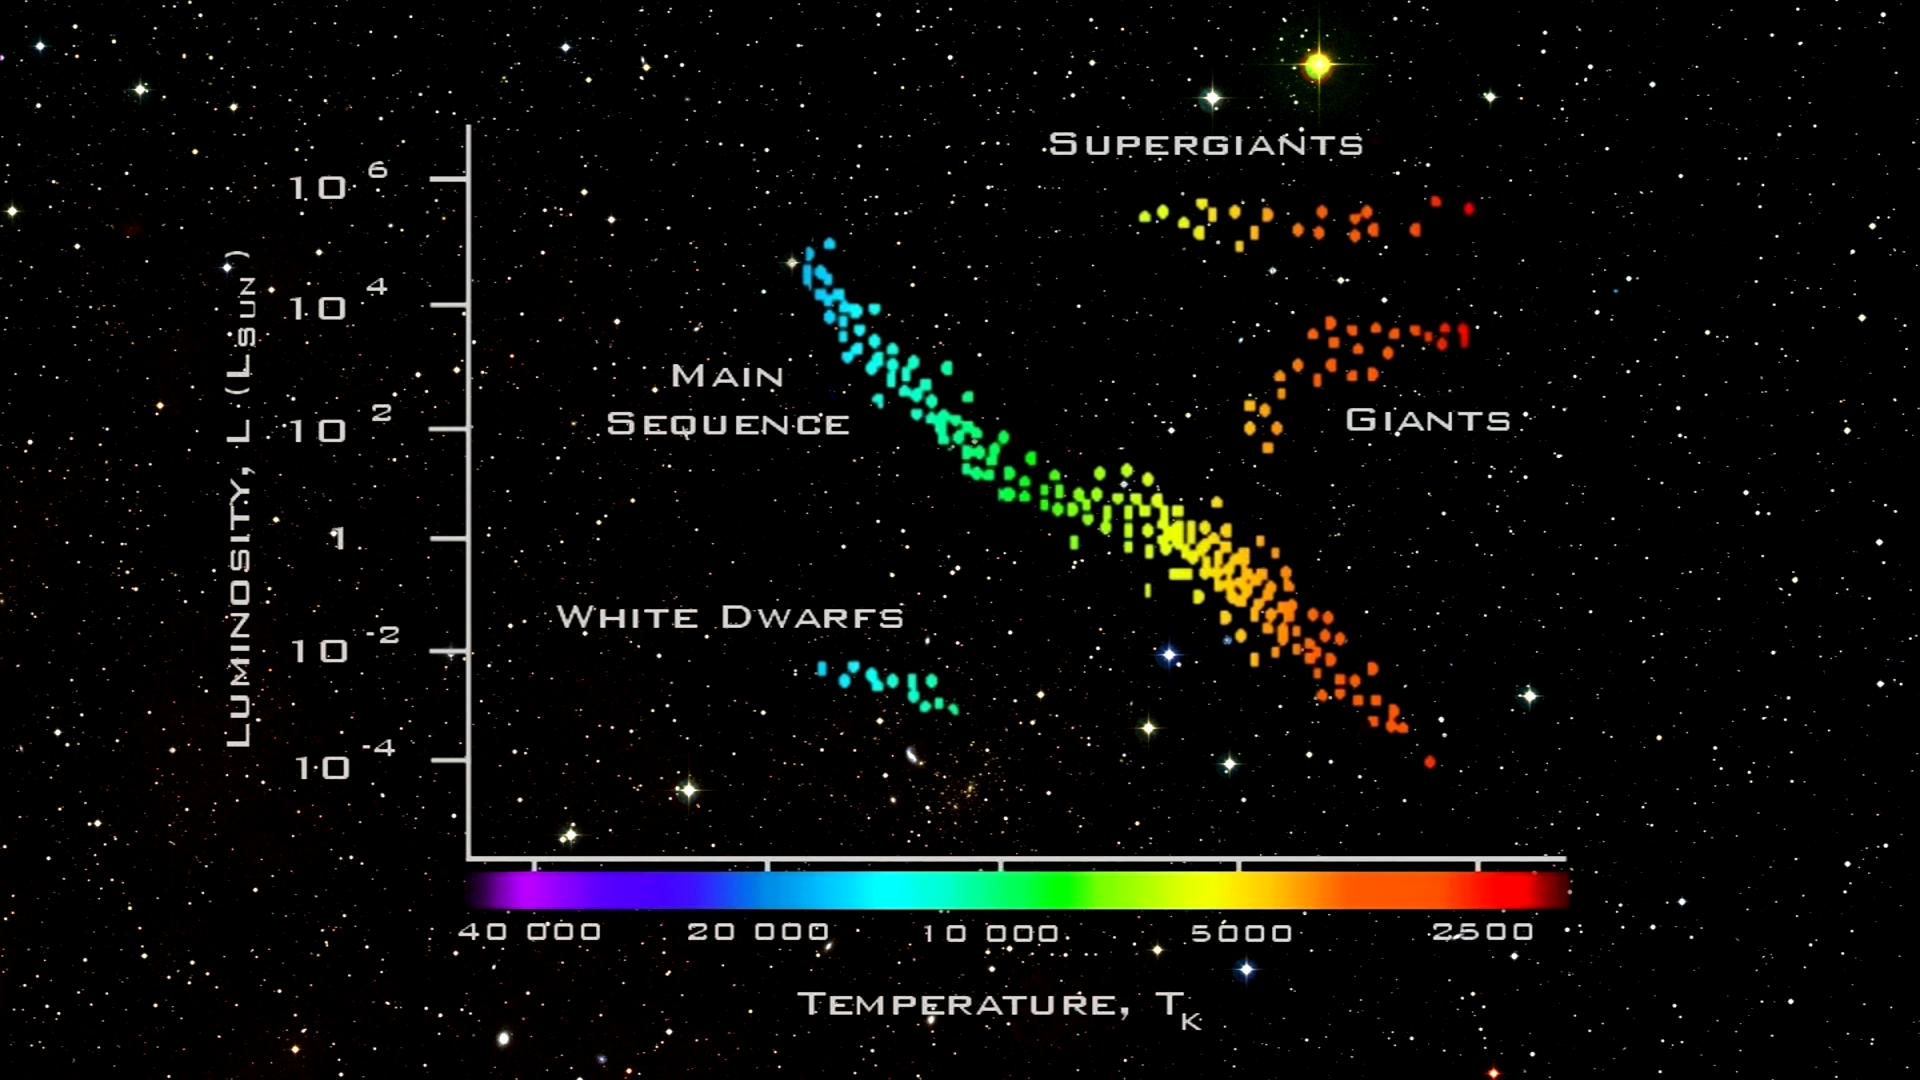 SUPERGIANTS
10 6
10 4
MAIN
SEQUENCE
10 2
GIANTS
1
WHITE DWARFS
10 -2
10 -4
LUMINOSITY, L (LSUN)
40 000 20 000 10 000 5000 2500
TEMPERATURE, TK